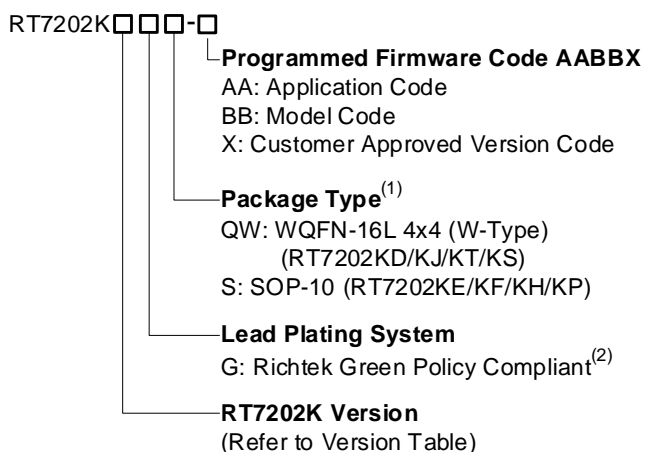 RT7202K□□□-□
Programmed Firmware Code AABBX
AA: Application Code
BB: Model Code
X: Customer Approved Version Code
Package Type(1)
QW: WQFN-16L 4x4 (W-Type)
(RT7202KD/KJ/KT/KS)
S: SOP-10 (RT7202KE/KF/KH/KP)
Lead Plating System
G: Richtek Green Policy Compliant(2)
RT7202K Version
(Refer to Version Table)